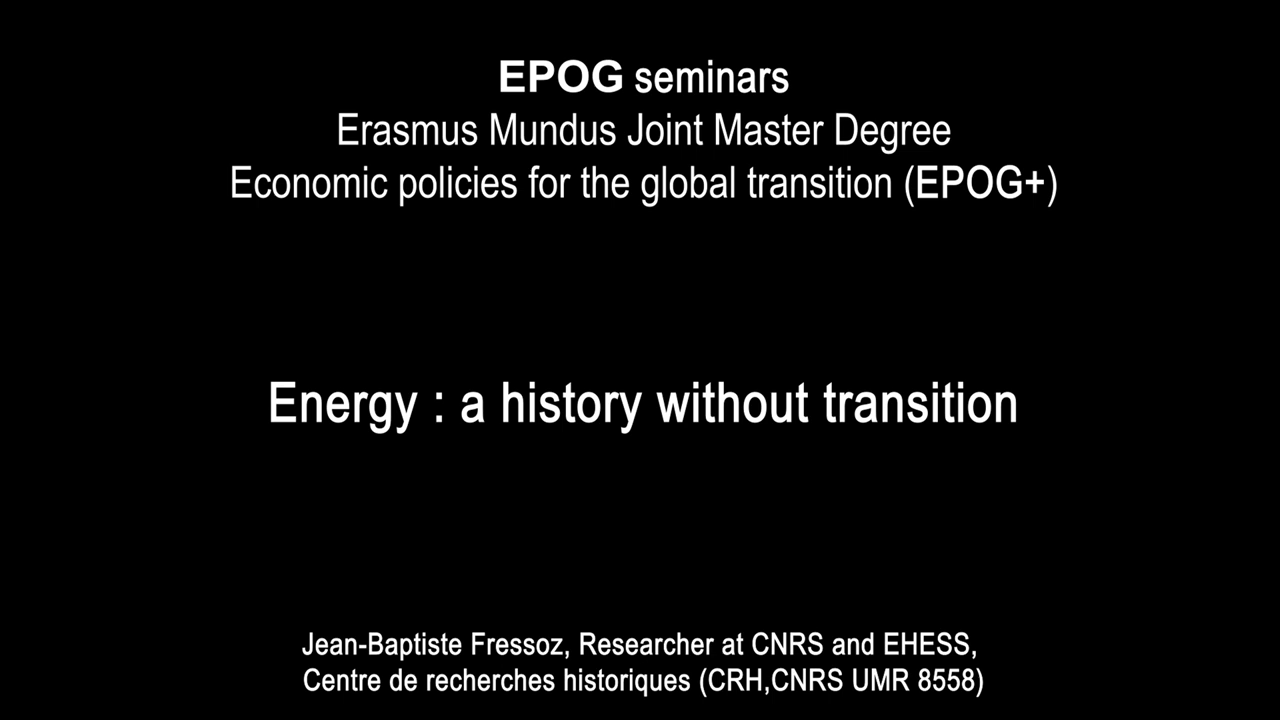 EPOG seminars
Erasmus Mundus Joint Master Degree
Economic policies for the global transition (EPOG+)
Energy : a history without transition
Jean-Baptiste Fressoz, Researcher at CNRS and EHESS,
Centre de recherches historiques (CRH,CNRS UMR 8558)